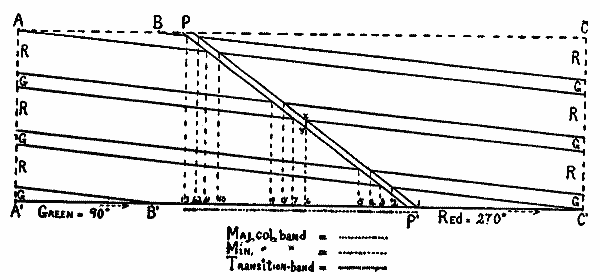 A B P C
R R
G G
R R
G G
R R
G G
A' GREEN = 90° B' P' RED = 270° C'
MAJ. COL. BAND =
MIN. " " =
TRANSITION-BAND =